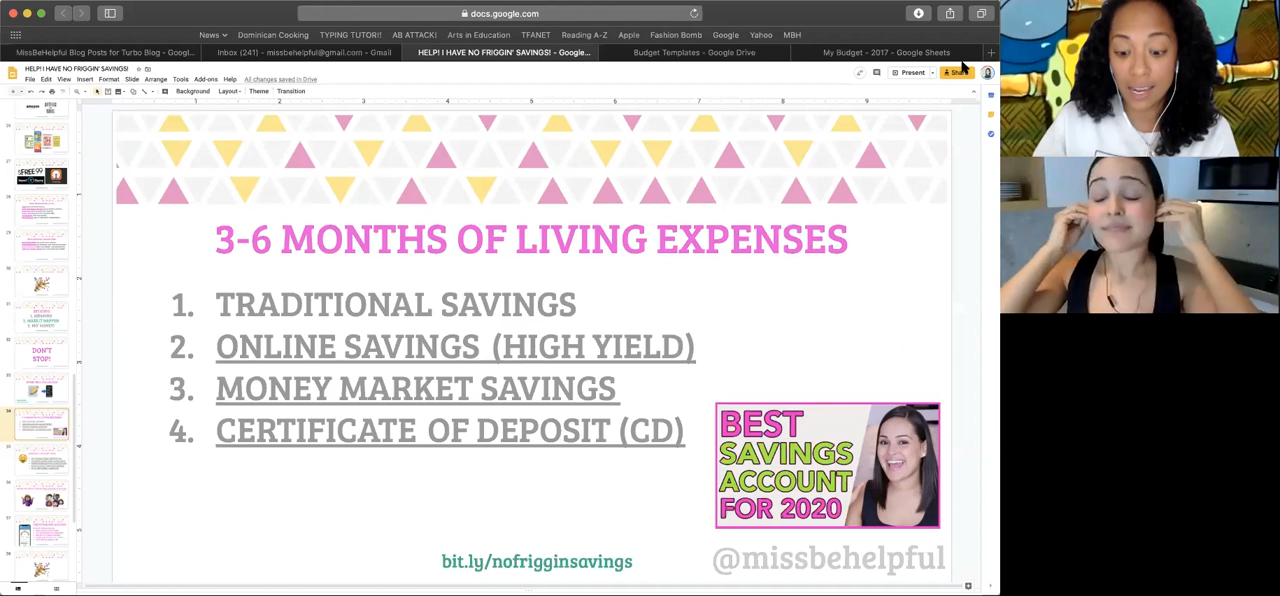 docs.google.com
News
Dominican Cooking
TYPING TUTOR!!
AB ATTACK!
Arts in Education
TFANET
Reading A-Z
Apple
Fashion Bomb
Google
Yahoo
MBH
MissBeHelpful Blog Posts for Turbo Blog - Googl...
Inbox (241) - missbehelpful@gmail.com - Gmail
HELP! I HAVE NO FRIGGIN' SAVINGS! - Google...
Budget Templates - Google Drive
My Budget - 2017 - Google Sheets
HELP! I HAVE NO FRIGGIN' SAVINGS!
File Edit View Insert Format Slide Arrange Tools Add-ons Help All changes saved in Drive
Present
Share
Background Layout Theme Transition
3-6 MONTHS OF LIVING EXPENSES
1. TRADITIONAL SAVINGS
2. ONLINE SAVINGS (HIGH YIELD)
3. MONEY MARKET SAVINGS
4. CERTIFICATE OF DEPOSIT (CD)
BEST
SAVINGS
ACCOUNT
FOR 2020
bit.ly/nofrigginsavings
@missbehelpful
DON'T
STOP!